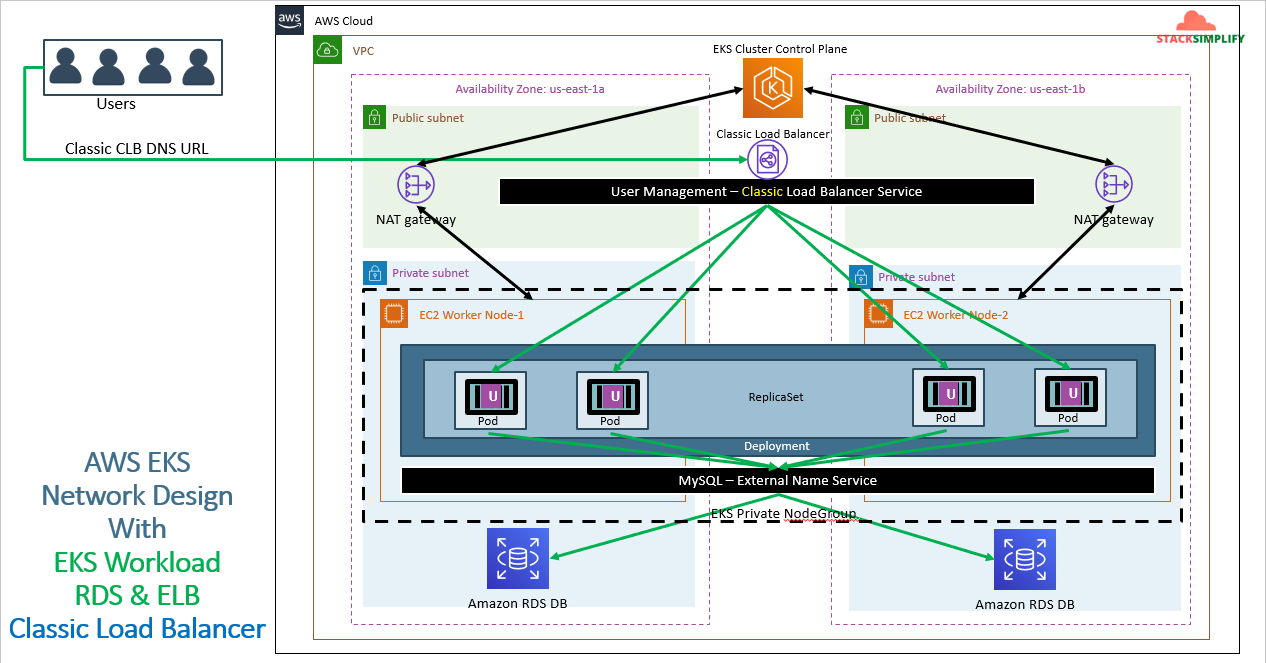 aws
AWS Cloud
STACKSIMPLIFY
VPC
EKS Cluster Control Plane
Users
Availability Zone: us-east-1a
Availability Zone: us-east-1b
K
Public subnet
Public subnet
Classic Load Balancer
Classic CLB DNS URL
User Management – Classic Load Balancer Service
NAT gateway
NAT gateway
Private subnet
Private subnet
EC2 Worker Node-1
EC2 Worker Node-2
U
U
U
U
ReplicaSet
Pod
Pod
Pod
Pod
Deployment
MySQL – External Name Service
EKS Private NodeGroup
Amazon RDS DB
Amazon RDS DB
AWS EKS
Network Design
With
EKS Workload
RDS & ELB
Classic Load Balancer